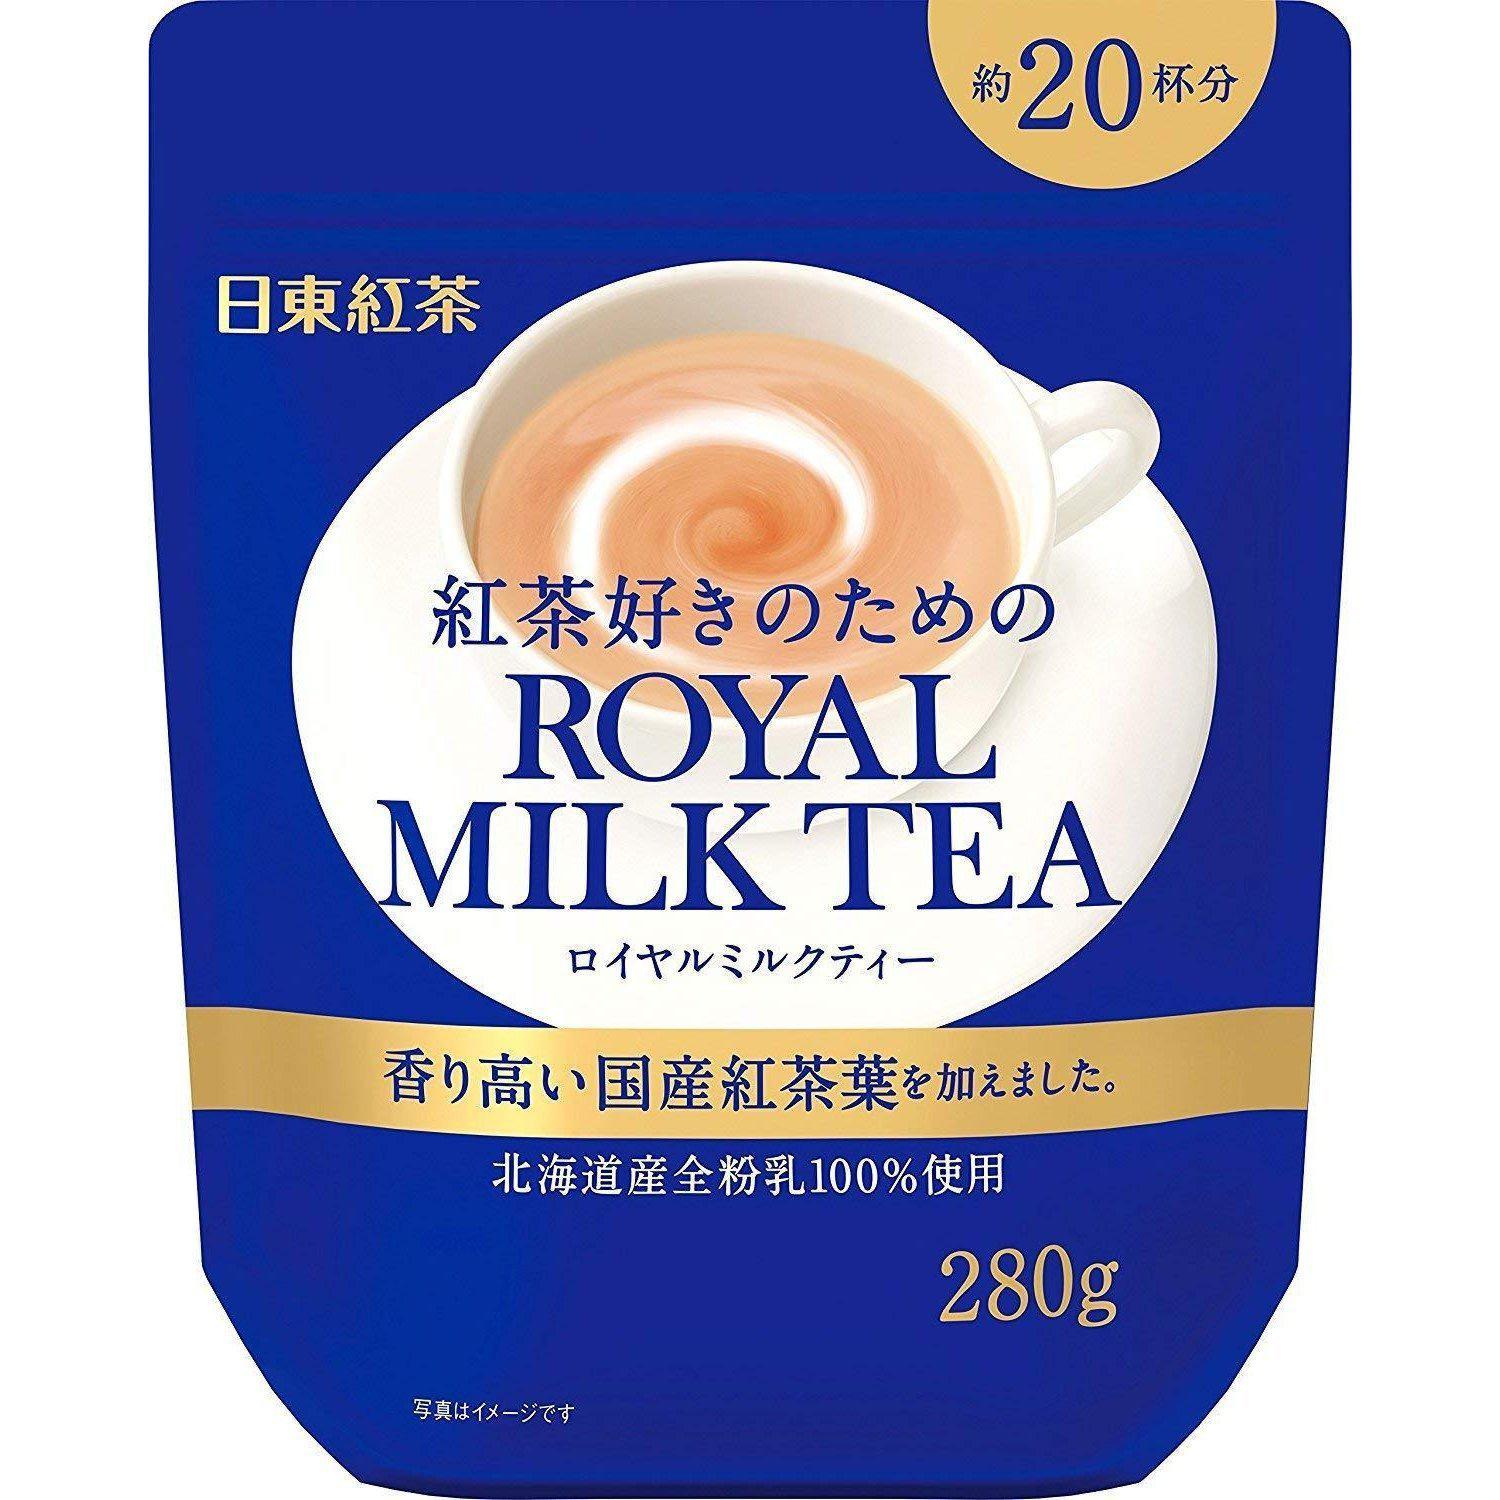 約20杯分
日東紅茶
紅茶好きのための
ROYAL
MILK TEA
ロイヤルミルクティー
香り高い国産紅茶葉を加えました。
北海道産全粉乳100%使用
280g
写真はイメージです